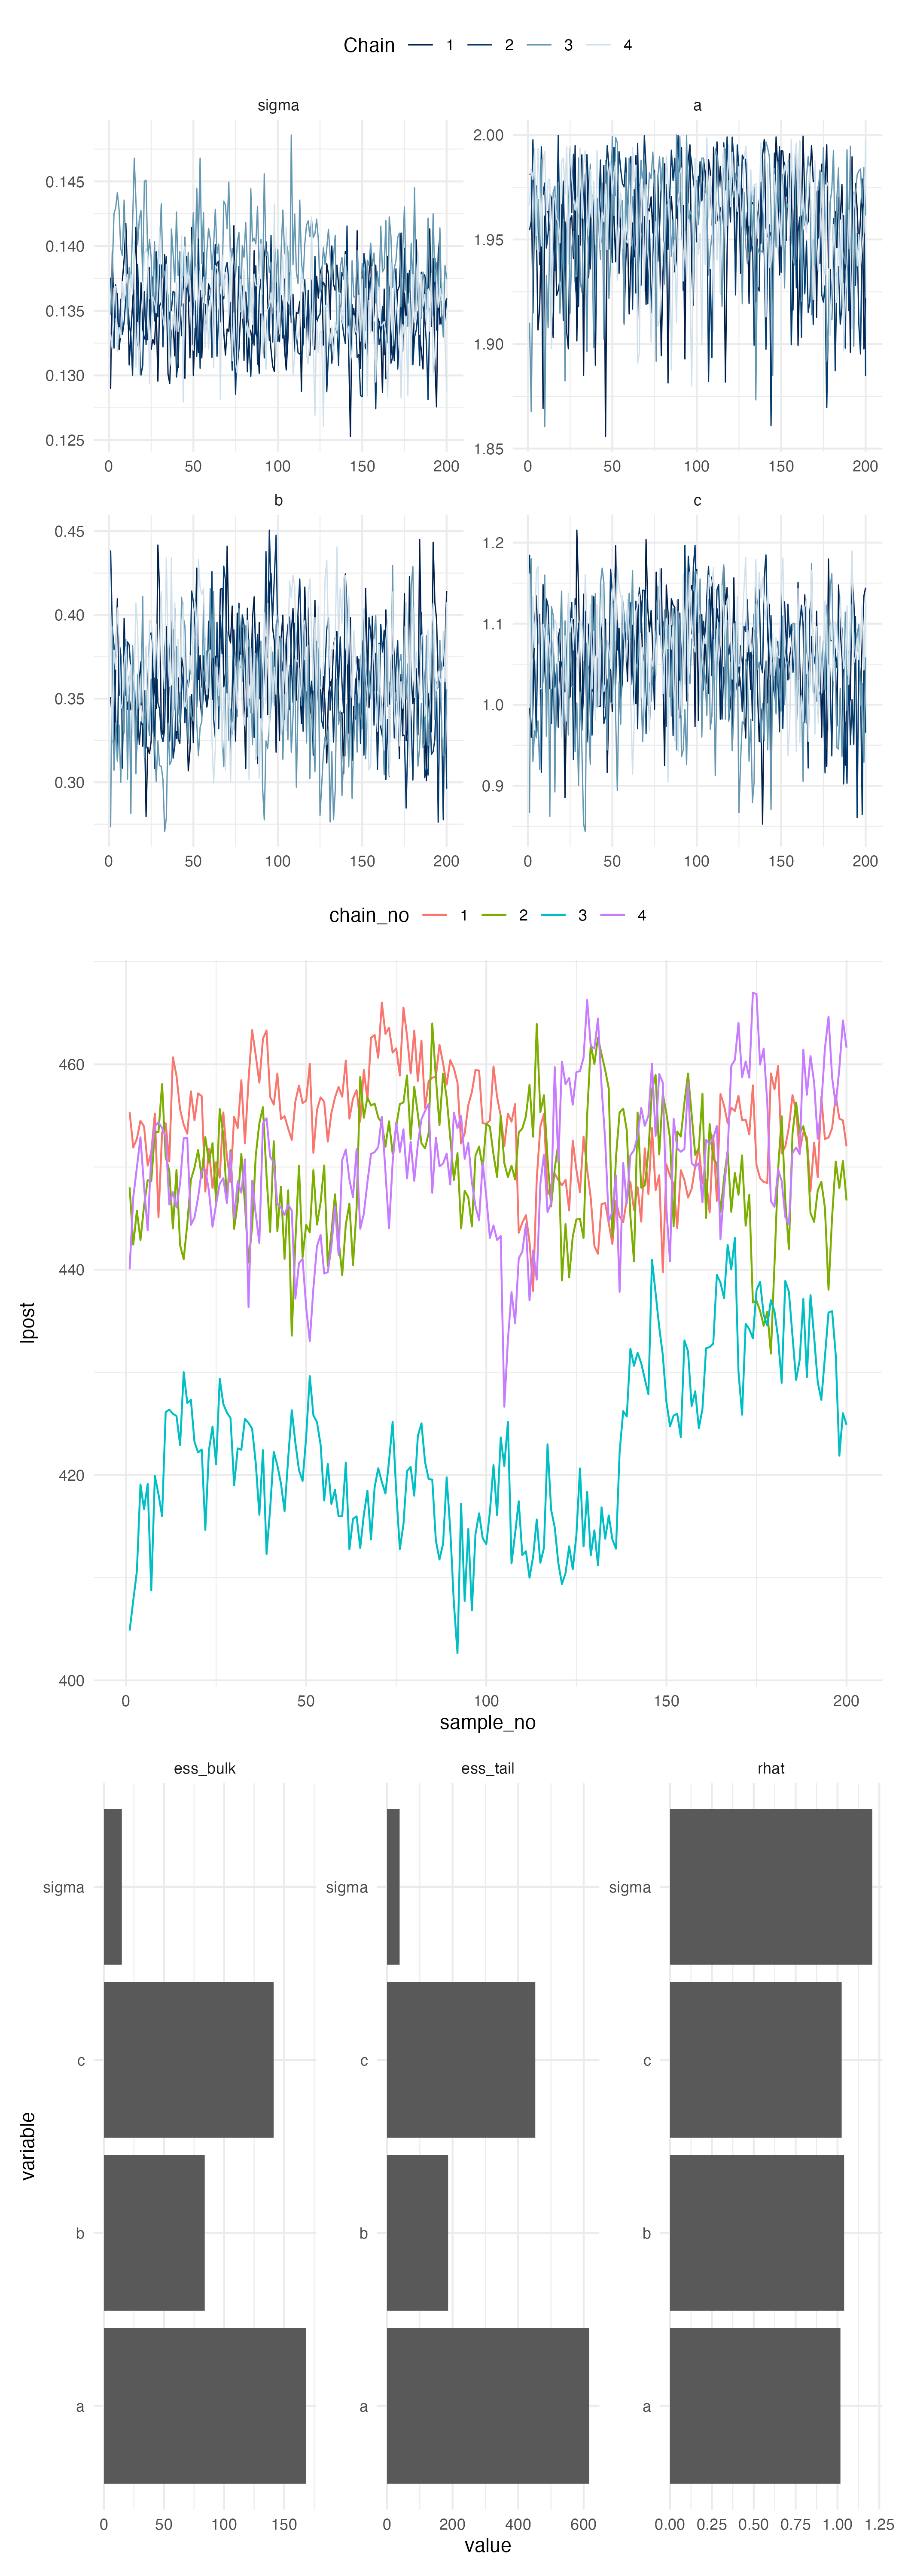 Chain 1 2 3 4
sigma a
0.145
0.140
0.135
0.130
0.125
0 50 100 150 200
2.00
1.95
1.90
1.85
0 50 100 150 200
b c
0.45
0.40
0.35
0.30
0 50 100 150 200
1.2
1.1
1.0
0.9
0 50 100 150 200
chain_no 1 2 3 4
lpost
460
440
420
400
0 50 100 150 200
sample_no
ess_bulk ess_tail rhat
variable
sigma sigma sigma
c c c
b b b
a a a
0 50 100 150 0 200 400 600 0.00 0.25 0.50 0.75 1.00 1.25
value